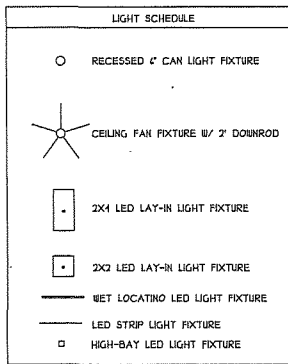 LIGHT SCHEDULE
RECESSED 6" CAN LIGHT FIXTURE
CEILING FAN FIXTURE W/ 2' DOWNROD
2X4 LED LAY-IN LIGHT FIXTURE
2X2 LED LAY-IN LIGHT FIXTURE
WET LOCATINO LED LIGHT FIXTURE
LED STRIP LIGHT FIXTURE
HIGH-BAY LED LIGHT FIXTURE